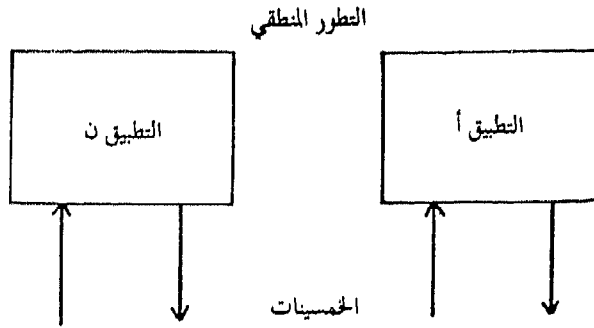 التطور المنطقي
التطبيق أ
التطبيق ن
الخمسينات